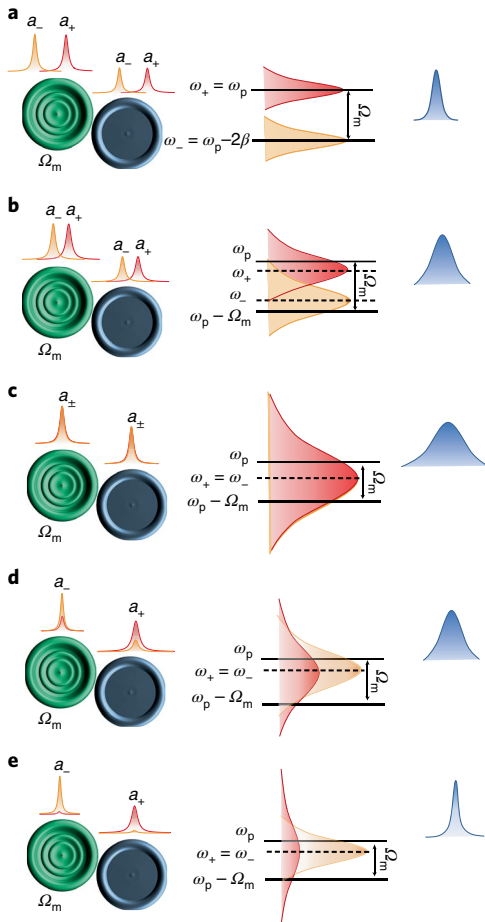 a
a₋ a₊
a₋ a₊
Ωm
ω₊ = ωp
ω₋ = ωp−2β
Ωm
b
a₋ a₊
a₋ a₊
Ωm
ωp
ω₊
ω₋
ωp − Ωm
Ωm
c
a±
a±
Ωm
ωp
ω₊ = ω₋
ωp − Ωm
Ωm
d
a₋
a₊
Ωm
ωp
ω₊ = ω₋
ωp − Ωm
Ωm
e
a₋
a₊
Ωm
ωp
ω₊ = ω₋
ωp − Ωm
Ωm